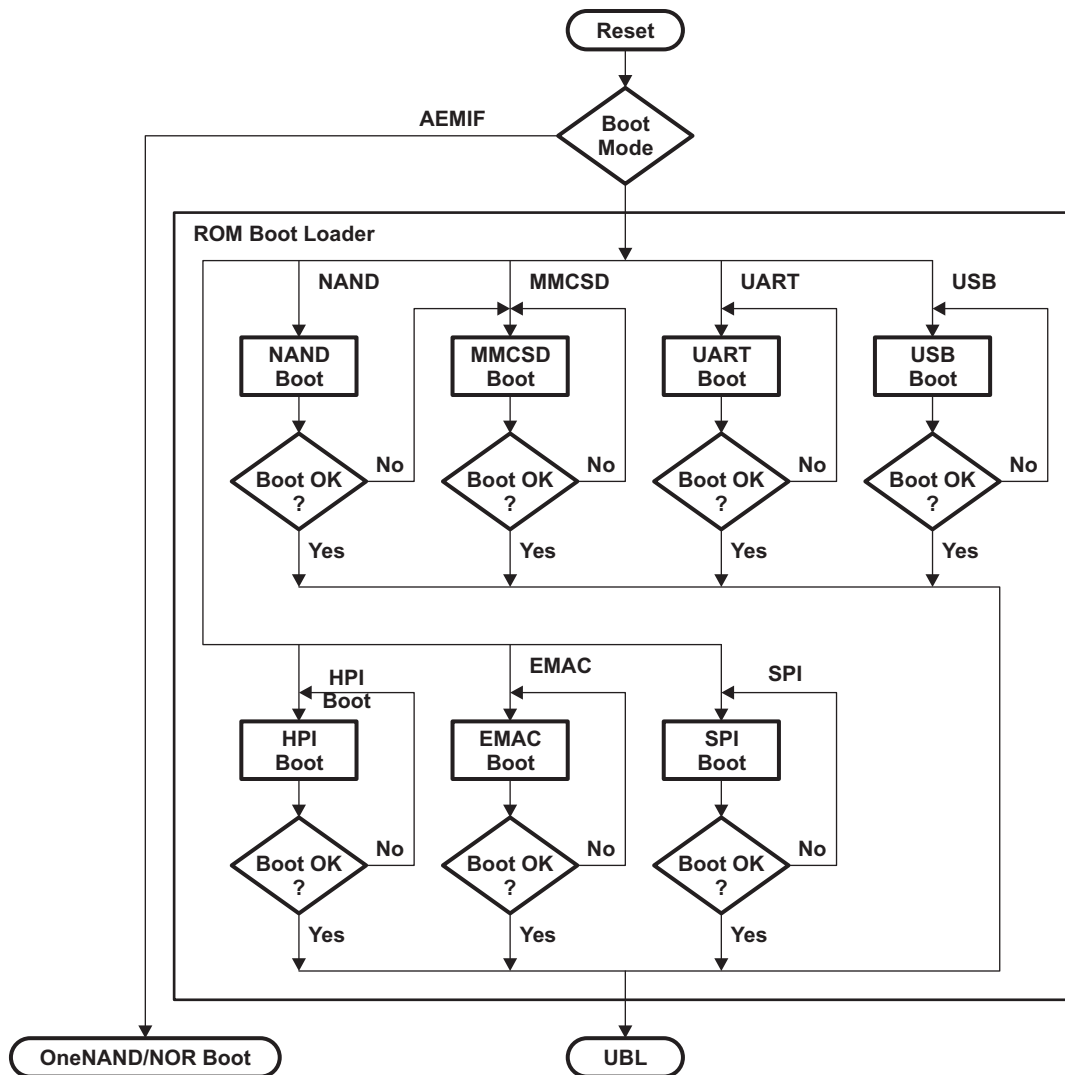 Reset
AEMIF
Boot
Mode
ROM Boot Loader
NAND
MMCSD
UART
USB
NAND
Boot
MMCSD
Boot
UART
Boot
USB
Boot
Boot OK
?
No
Boot OK
?
No
Boot OK
?
No
Boot OK
?
No
Yes
Yes
Yes
Yes
HPI
Boot
EMAC
SPI
HPI
Boot
EMAC
Boot
SPI
Boot
Boot OK
?
No
Boot OK
?
No
Boot OK
?
No
Yes
Yes
Yes
OneNAND/NOR Boot
UBL